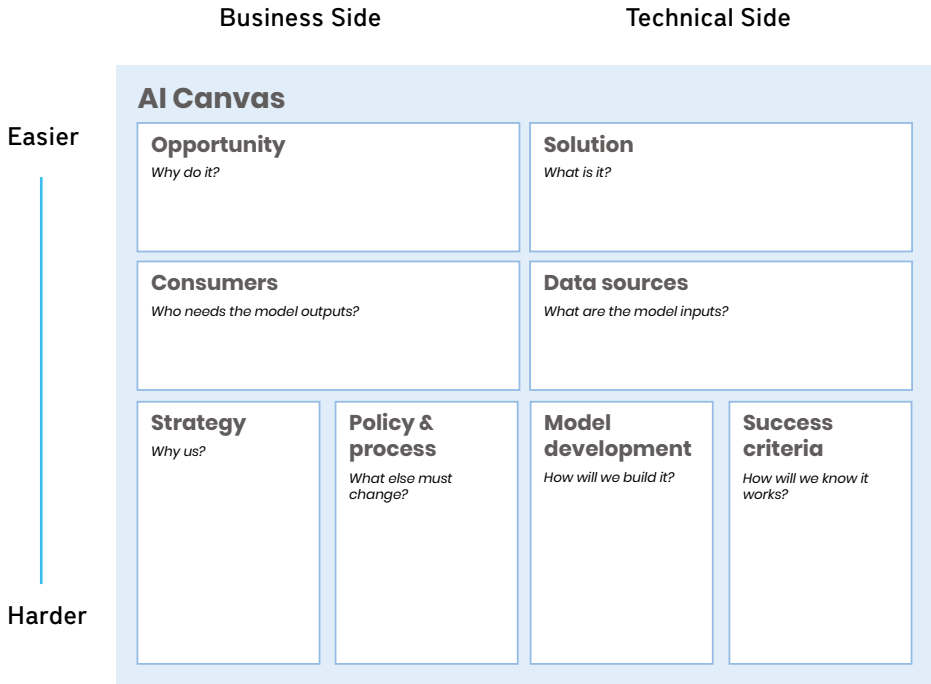 Business Side
Technical Side
AI Canvas
Easier
Opportunity
Why do it?
Solution
What is it?
Consumers
Who needs the model outputs?
Data sources
What are the model inputs?
Strategy
Why us?
Policy &
process
What else must
change?
Model
development
How will we build it?
Success
criteria
How will we know it
works?
Harder